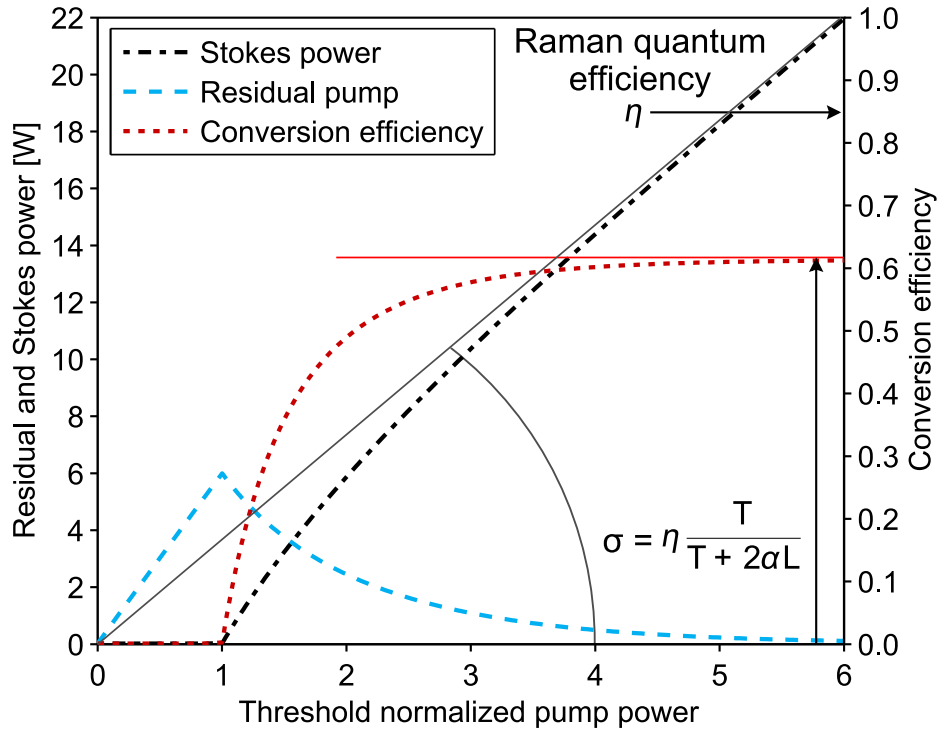 22
20
18
16
14
12
10
8
6
4
2
0
Residual and Stokes power [W]
Stokes power
Residual pump
Conversion efficiency
Raman quantum
efficiency
η
σ = η T
T + 2αL
1.0
0.9
0.8
0.7
0.6
0.5
0.4
0.3
0.2
0.1
0.0
Conversion efficiency
0 1 2 3 4 5 6
Threshold normalized pump power